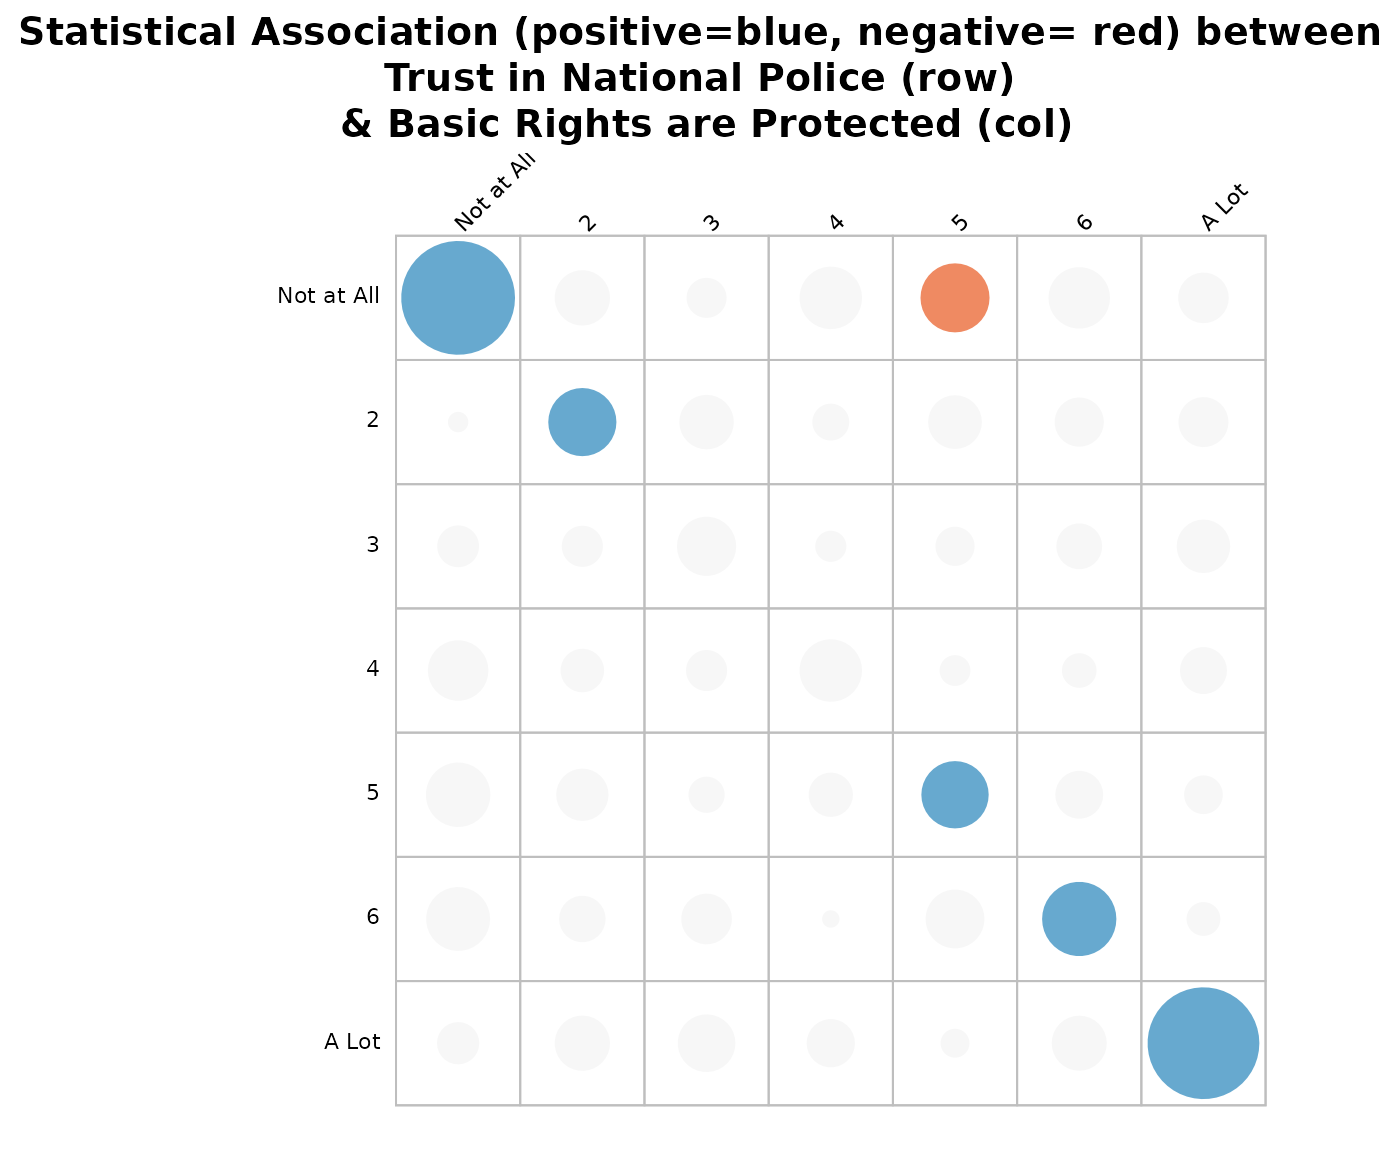 Statistical Association (positive=blue, negative= red) between
Trust in National Police (row)
& Basic Rights are Protected (col)
Not at All 2 3 4 5 6 A Lot
Not at All
2
3
4
5
6
A Lot